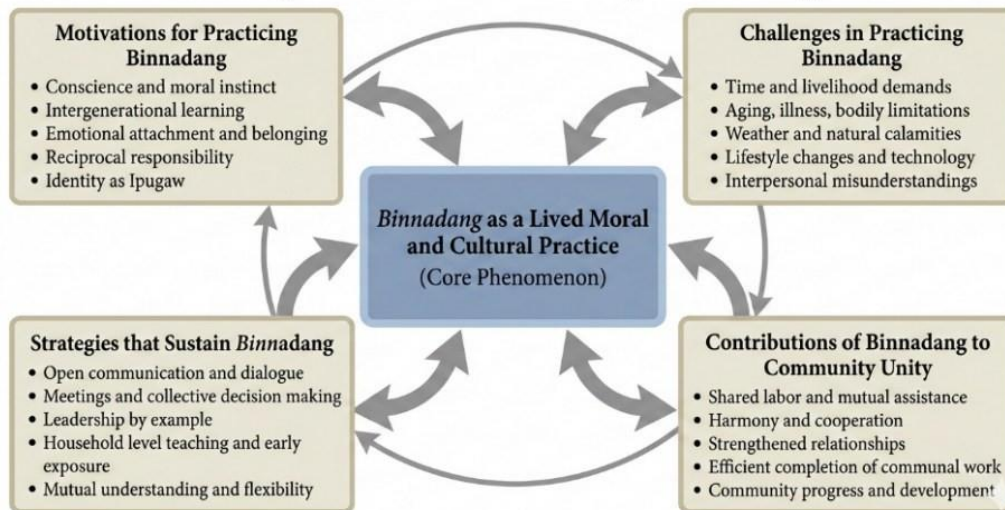 Motivations for Practicing
Binnadang
• Conscience and moral instinct
• Intergenerational learning
• Emotional attachment and belonging
• Reciprocal responsibility
• Identity as Ipugaw
Challenges in Practicing
Binnadang
• Time and livelihood demands
• Aging, illness, bodily limitations
• Weather and natural calamities
• Lifestyle changes and technology
• Interpersonal misunderstandings
Binnadang as a Lived Moral
and Cultural Practice
(Core Phenomenon)
Strategies that Sustain Binnadang
• Open communication and dialogue
• Meetings and collective decision making
• Leadership by example
• Household level teaching and early
exposure
• Mutual understanding and flexibility
Contributions of Binnadang to
Community Unity
• Shared labor and mutual assistance
• Harmony and cooperation
• Strengthened relationships
• Efficient completion of communal work
• Community progress and development